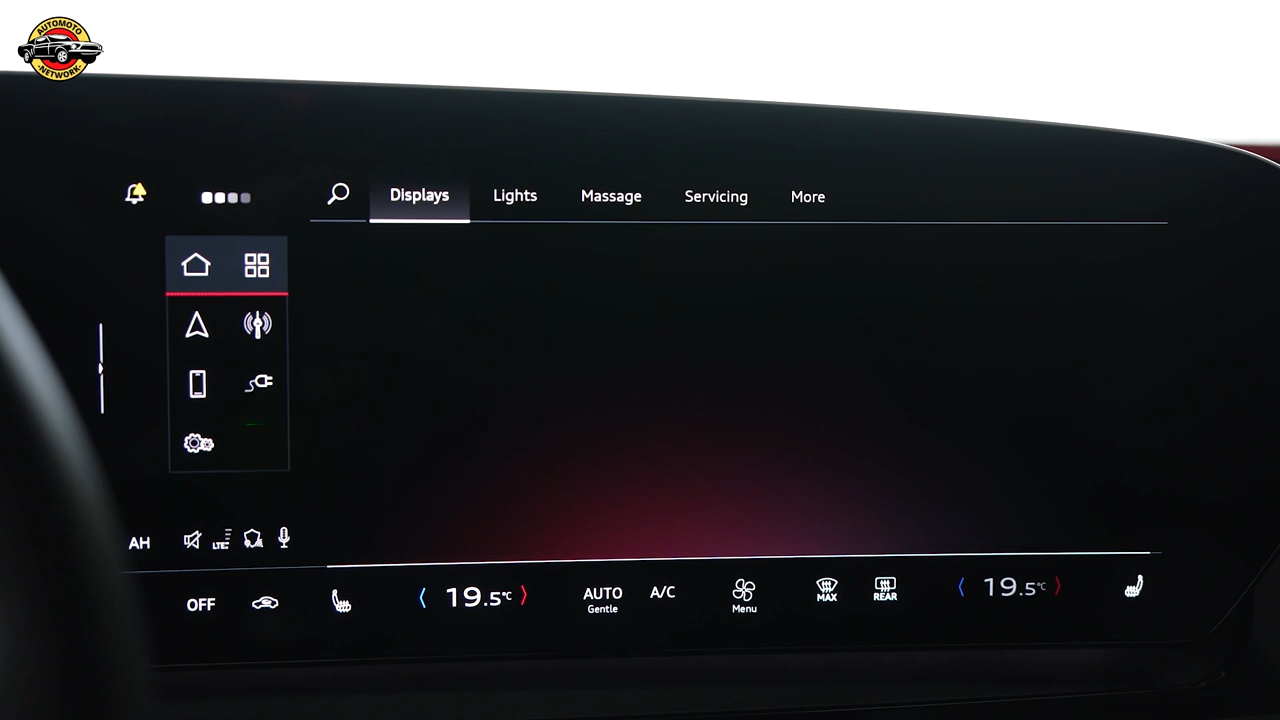 AUTOMOTO
NETWORK
Displays Lights Massage Servicing More
AH LTE
OFF 19.5°C AUTO A/C MAX REAR 19.5°C
Gentle Menu